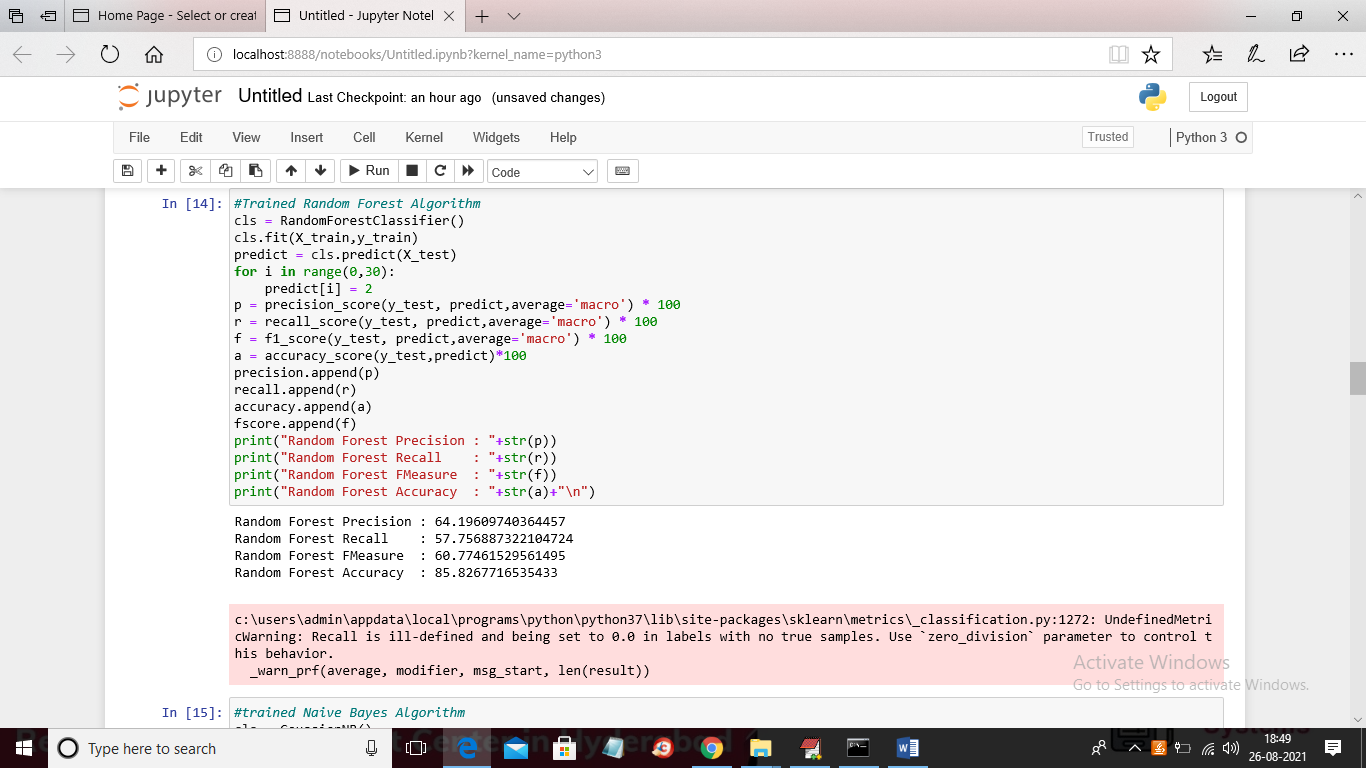 Home Page - Select or creat
Untitled - Jupyter Notel
localhost:8888/notebooks/Untitled.ipynb?kernel_name=python3
jupyter Untitled Last Checkpoint: an hour ago (unsaved changes)
Logout
File Edit View Insert Cell Kernel Widgets Help
Trusted
Python 3
Run
Code
In [14]:
#Trained Random Forest Algorithm
cls = RandomForestClassifier()
cls.fit(X_train,y_train)
predict = cls.predict(X_test)
for i in range(0,30):
    predict[i] = 2
p = precision_score(y_test, predict,average='macro') * 100
r = recall_score(y_test, predict,average='macro') * 100
f = f1_score(y_test, predict,average='macro') * 100
a = accuracy_score(y_test,predict)*100
precision.append(p)
recall.append(r)
accuracy.append(a)
fscore.append(f)
print("Random Forest Precision : "+str(p))
print("Random Forest Recall    : "+str(r))
print("Random Forest FMeasure  : "+str(f))
print("Random Forest Accuracy  : "+str(a)+"\n")
Random Forest Precision : 64.19609740364457
Random Forest Recall    : 57.756887322104724
Random Forest FMeasure  : 60.77461529561495
Random Forest Accuracy  : 85.8267716535433
c:\users\admin\appdata\local\programs\python\python37\lib\site-packages\sklearn\metrics\_classification.py:1272: UndefinedMetri
cWarning: Recall is ill-defined and being set to 0.0 in labels with no true samples. Use `zero_division` parameter to control t
his behavior.
  _warn_prf(average, modifier, msg_start, len(result))
Activate Windows
Go to Settings to activate Windows.
In [15]:
#trained Naive Bayes Algorithm
cls = GaussianNB()
Type here to search
18:49
26-08-2021